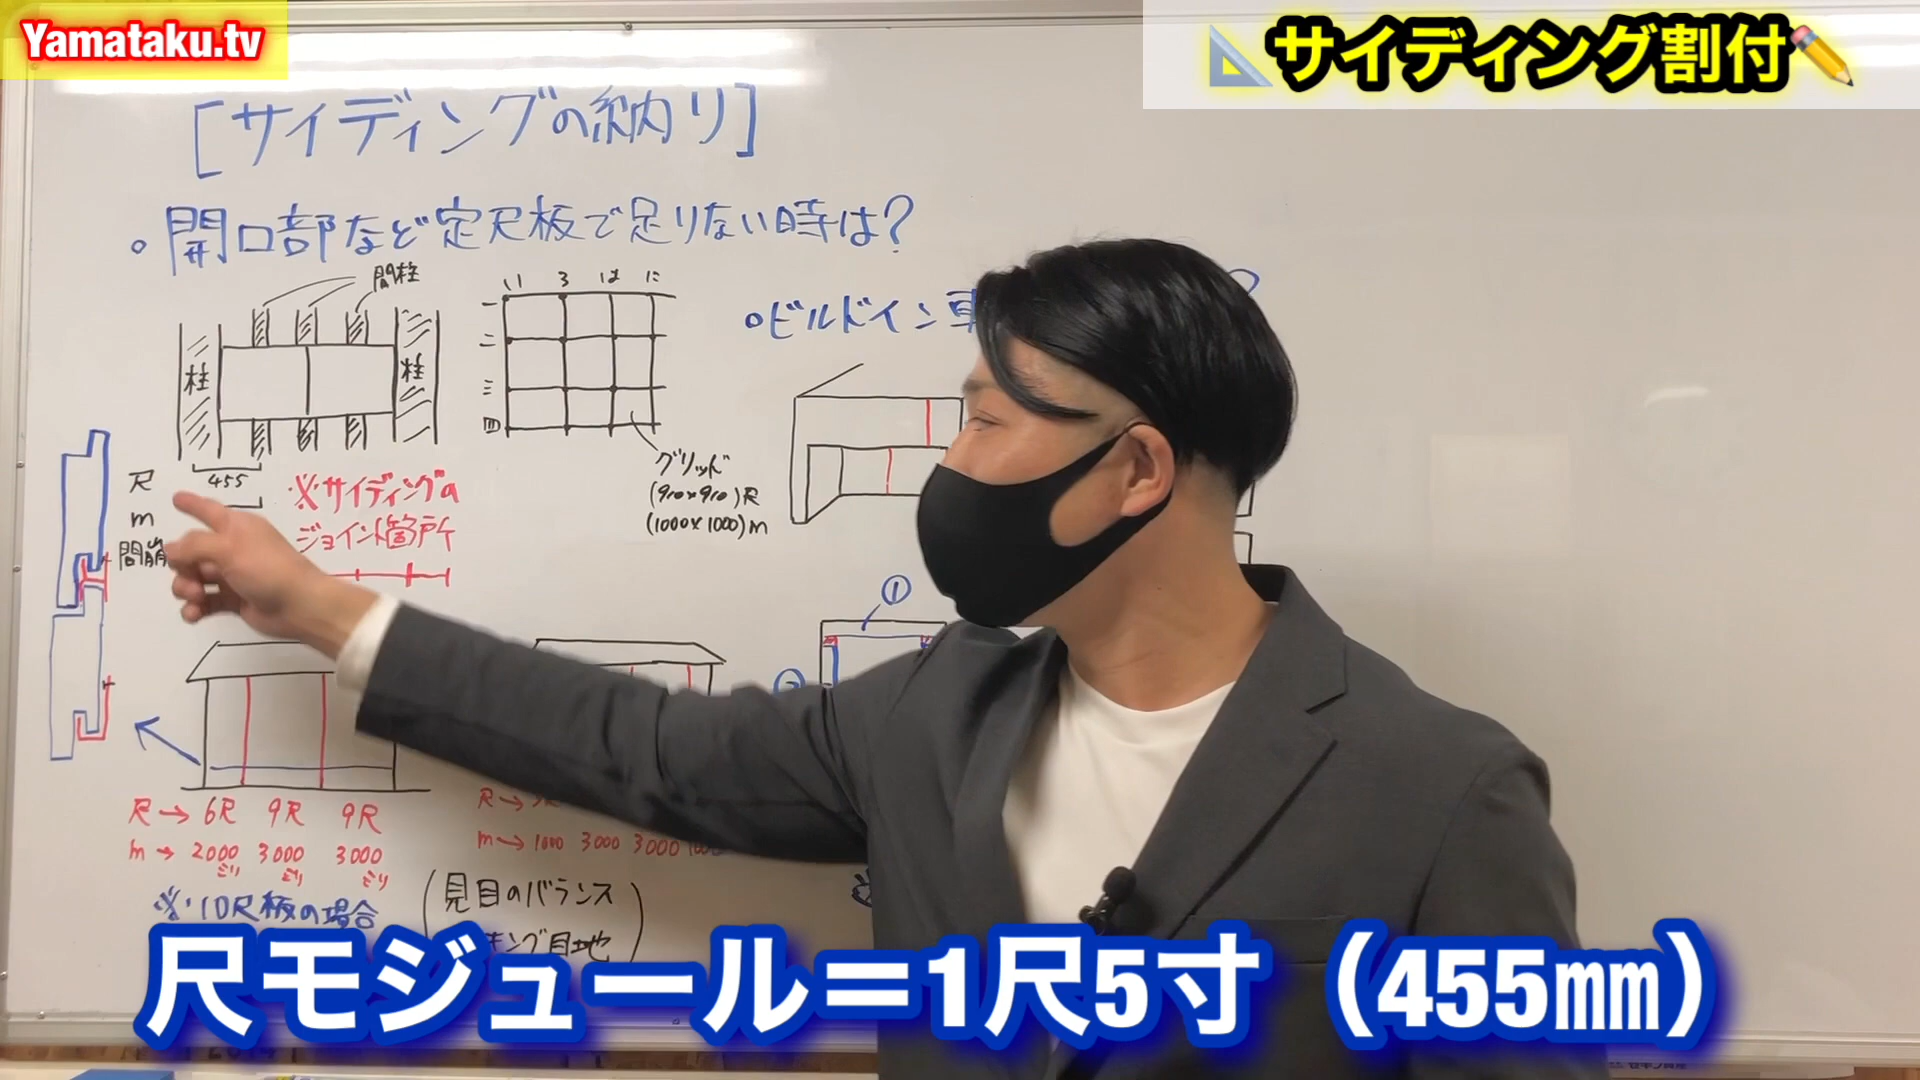 Yamataku.tv
サイディング割付
[サイディングの納り]
。開口部など定尺板で足りない時は?
間柱
い ろ は に
一
二
三
四
柱
柱
。ビルドイン車
尺
m
間崩
455
※サイディングの
ジョイント箇所
グリッド
(910×910)尺
(1000×1000)m
①
尺→ 6尺 9尺 9尺
m→ 2000 3000 3000
ミリ ミリ ミリ
尺→
m→ 1000 3000 3000
※10尺板の場合
(見目のバランス
キング目地)
尺モジュール=1尺5寸(455㎜)